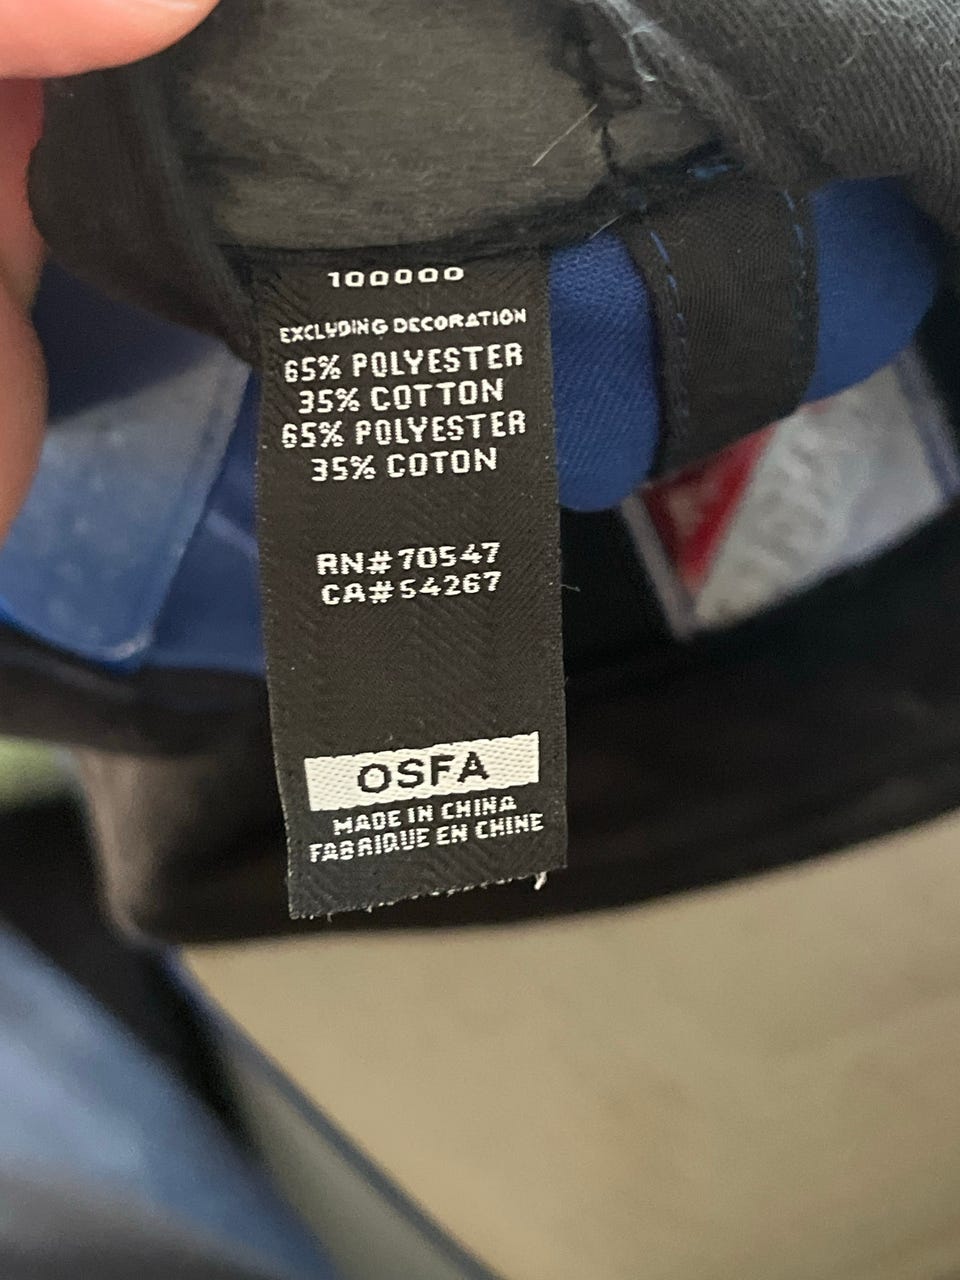 100000
EXCLUDING DECORATION
65% POLYESTER
35% COTTON
65% POLYESTER
35% COTON
RN#70547
CA#54267
OSFA
MADE IN CHINA
FABRIQUE EN CHINE